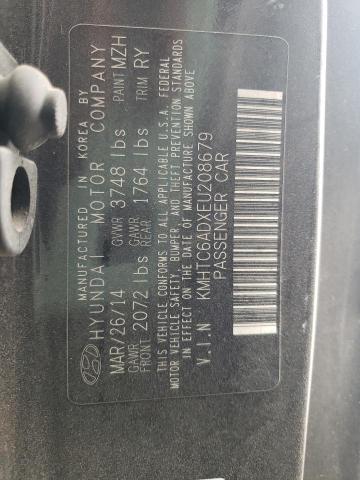 MANUFACTURED IN KOREA BY
HYUNDAI MOTOR COMPANY
MAR/26/14 GVWR 3748 lbs PAINT MZH
GAWR FRONT 2072 lbs GAWR REAR 1764 lbs TRIM RY
THIS VEHICLE CONFORMS TO ALL APPLICABLE U.S.A. FEDERAL
MOTOR VEHICLE SAFETY, BUMPER, AND THEFT PREVENTION STANDARDS
IN EFFECT ON THE DATE OF MANUFACTURE SHOWN ABOVE
V.I.N KMHTC6ADXEU208679
PASSENGER CAR